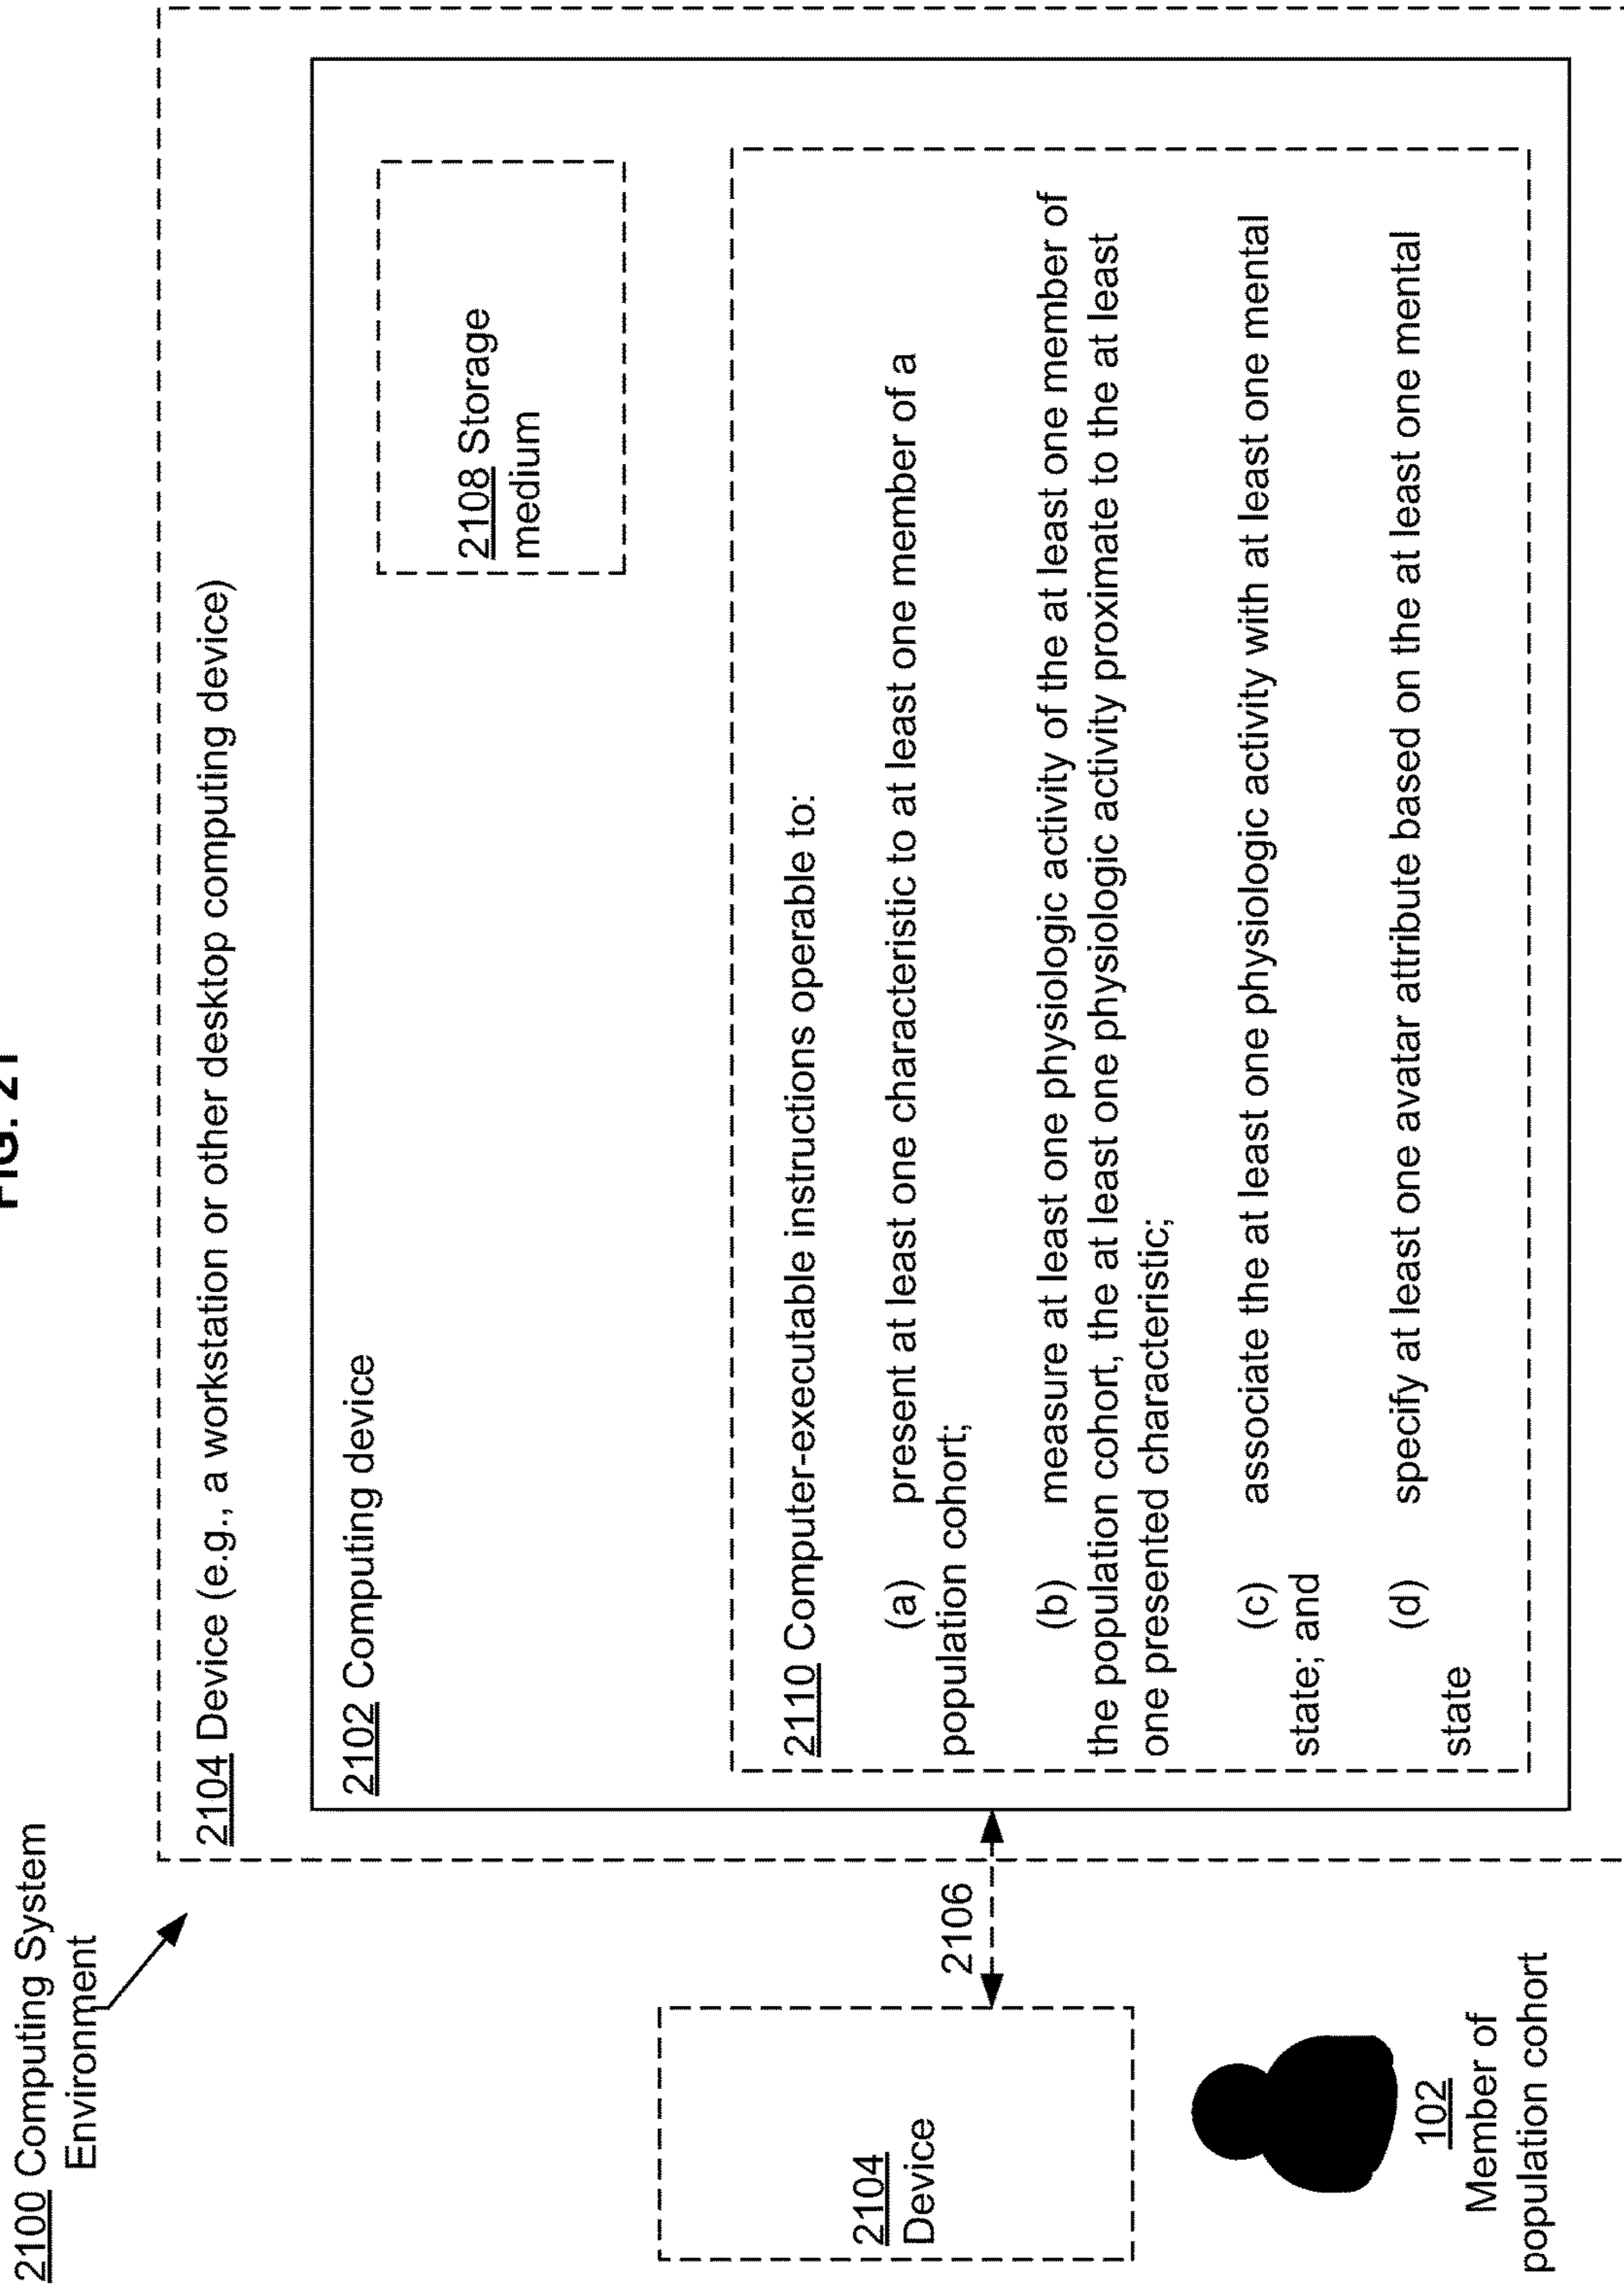 FIG. 21
2100 Computing System
Environment
2104 Device (e.g., a workstation or other desktop computing device)
2102 Computing device
2108 Storage
medium
2110 Computer-executable instructions operable to:
(a) present at least one characteristic to at least one member of a
population cohort;
(b) measure at least one physiologic activity of the at least one member of
the population cohort, the at least one physiologic activity proximate to the at least
one presented characteristic;
(c) associate the at least one physiologic activity with at least one mental
state; and
(d) specify at least one avatar attribute based on the at least one mental
state
2106
2104
Device
102
Member of
population cohort